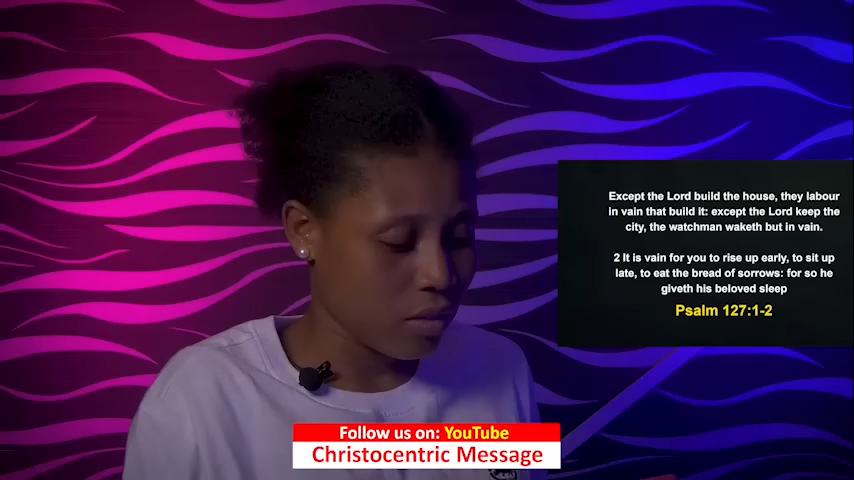 Except the Lord build the house, they labour
in vain that build it: except the Lord keep the
city, the watchman waketh but in vain.
2 It is vain for you to rise up early, to sit up
late, to eat the bread of sorrows: for so he
giveth his beloved sleep
Psalm 127:1-2
Follow us on: YouTube
Christocentric Message